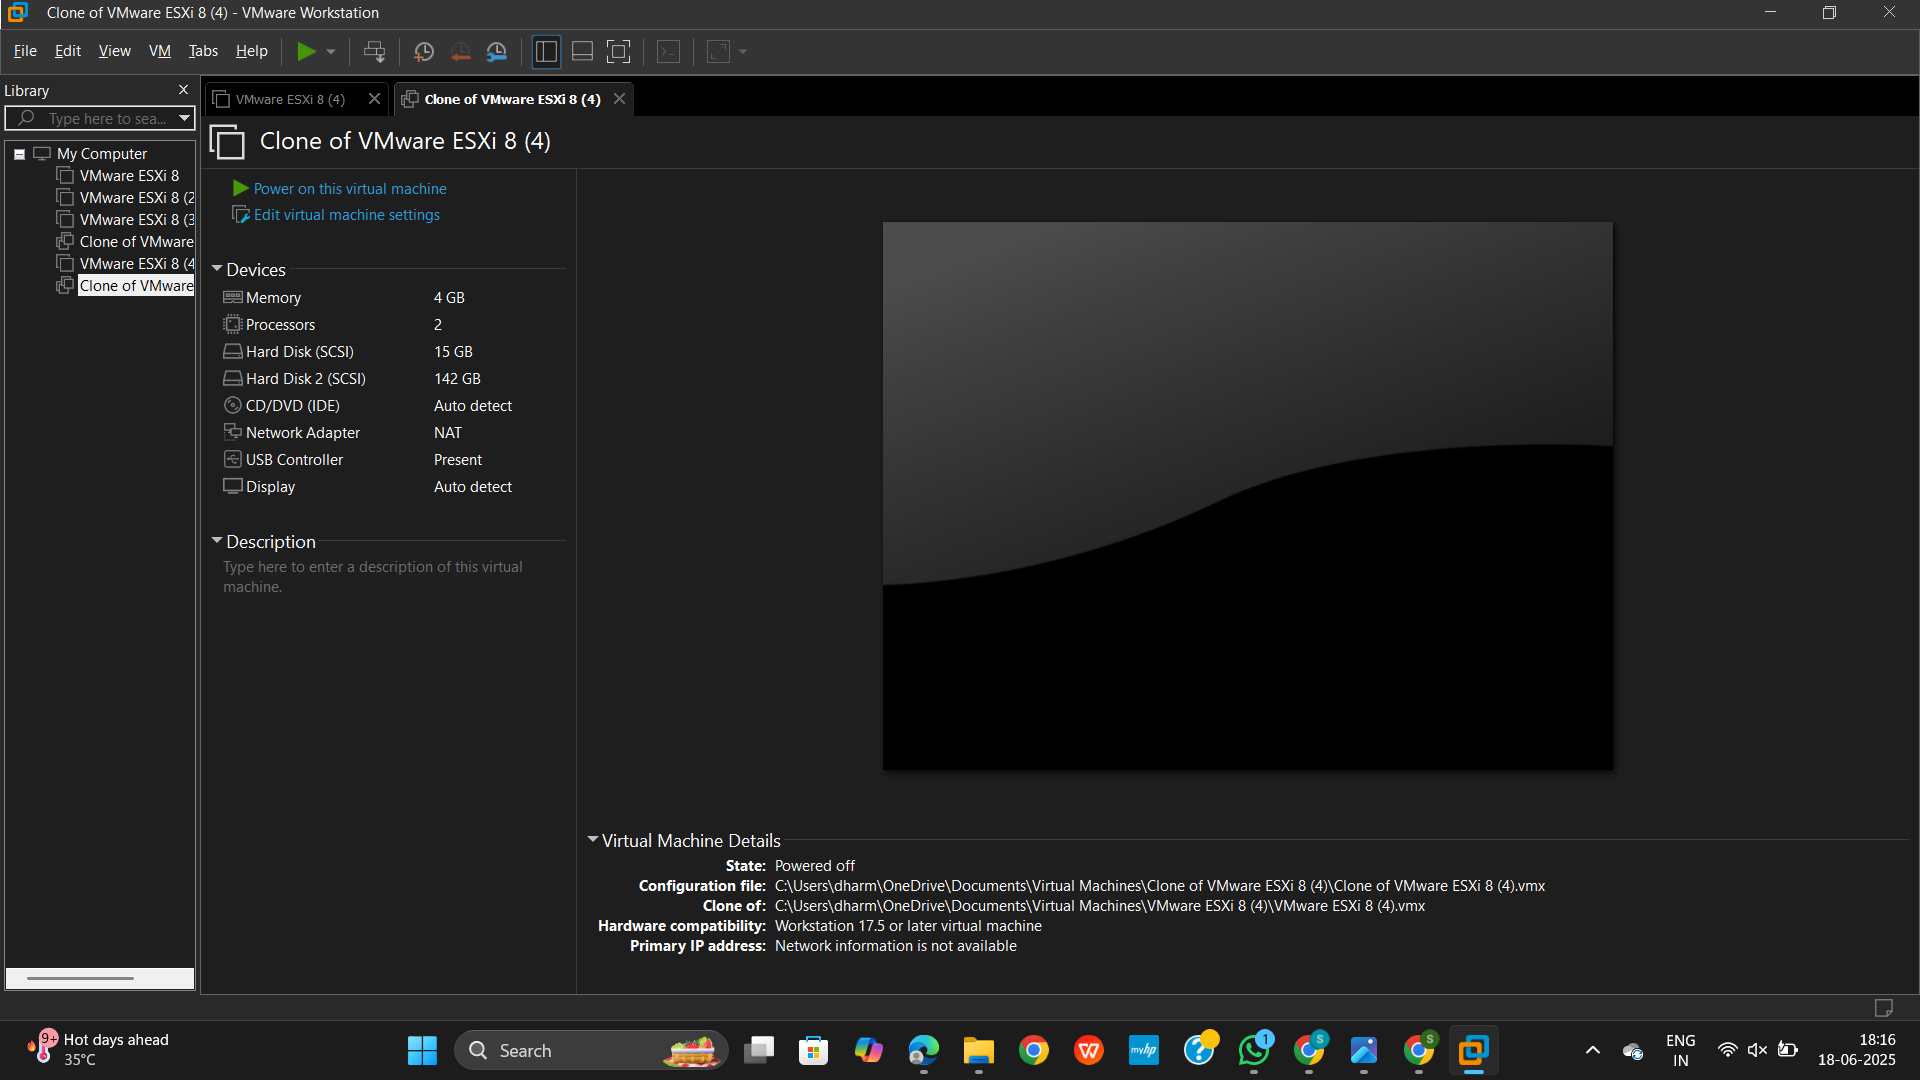 Clone of VMware ESXi 8 (4) - VMware Workstation
File Edit View VM Tabs Help
Library
Type here to sea...
VMware ESXi 8 (4)
Clone of VMware ESXi 8 (4)
My Computer
VMware ESXi 8
VMware ESXi 8 (2
VMware ESXi 8 (3
Clone of VMware
VMware ESXi 8 (4
Clone of VMware
Clone of VMware ESXi 8 (4)
Power on this virtual machine
Edit virtual machine settings
Devices
Memory 4 GB
Processors 2
Hard Disk (SCSI) 15 GB
Hard Disk 2 (SCSI) 142 GB
CD/DVD (IDE) Auto detect
Network Adapter NAT
USB Controller Present
Display Auto detect
Description
Type here to enter a description of this virtual
machine.
Virtual Machine Details
State: Powered off
Configuration file: C:\Users\dharm\OneDrive\Documents\Virtual Machines\Clone of VMware ESXi 8 (4)\Clone of VMware ESXi 8 (4).vmx
Clone of: C:\Users\dharm\OneDrive\Documents\Virtual Machines\VMware ESXi 8 (4)\VMware ESXi 8 (4).vmx
Hardware compatibility: Workstation 17.5 or later virtual machine
Primary IP address: Network information is not available
9+
Hot days ahead
35°C
Search
W
myhp
?
1
S
S
ENG
IN
18:16
18-06-2025